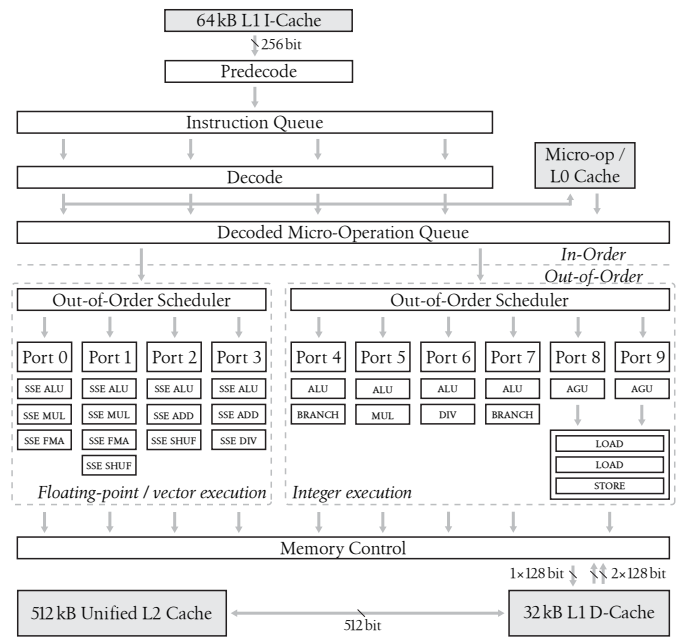 64 kB L1 I-Cache
256 bit
Predecode
Instruction Queue
Micro-op /
L0 Cache
Decode
Decoded Micro-Operation Queue
In-Order
Out-of-Order
Out-of-Order Scheduler
Out-of-Order Scheduler
Port 0 Port 1 Port 2 Port 3 Port 4 Port 5 Port 6 Port 7 Port 8 Port 9
SSE ALU SSE ALU SSE ALU SSE ALU ALU ALU ALU ALU AGU AGU
SSE MUL SSE MUL SSE ADD SSE ADD BRANCH MUL DIV BRANCH
SSE FMA SSE FMA SSE SHUF SSE DIV LOAD
SSE SHUF LOAD
STORE
Floating-point / vector execution
Integer execution
Memory Control
1×128 bit 2×128 bit
512 kB Unified L2 Cache
512 bit
32 kB L1 D-Cache